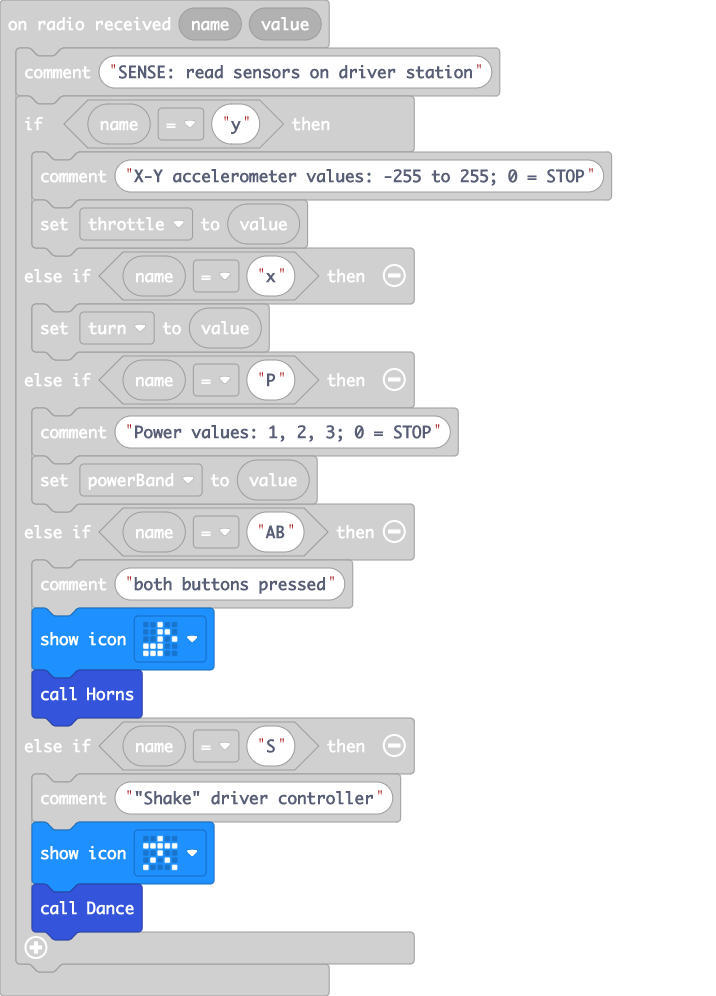 on radio received name value
comment "SENSE: read sensors on driver station"
if name = "y" then
comment "X-Y accelerometer values: -255 to 255; 0 = STOP"
set throttle to value
else if name = "x" then
set turn to value
else if name = "P" then
comment "Power values: 1, 2, 3; 0 = STOP"
set powerBand to value
else if name = "AB" then
comment "both buttons pressed"
show icon
call Horns
else if name = "S" then
comment ""Shake" driver controller"
show icon
call Dance